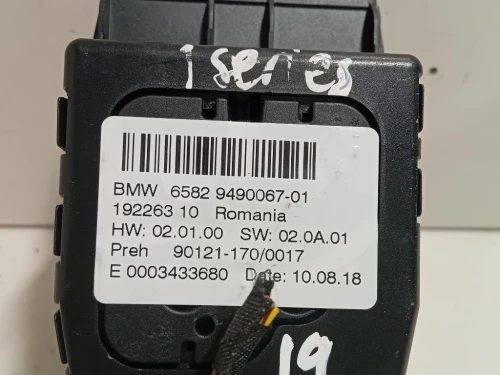 1 series
BMW 6582 9490067-01
192263 10 Romania
HW: 02.01.00 SW: 02.0A.01
Preh 90121-170/0017
E 0003433680 Date: 10.08.18
19